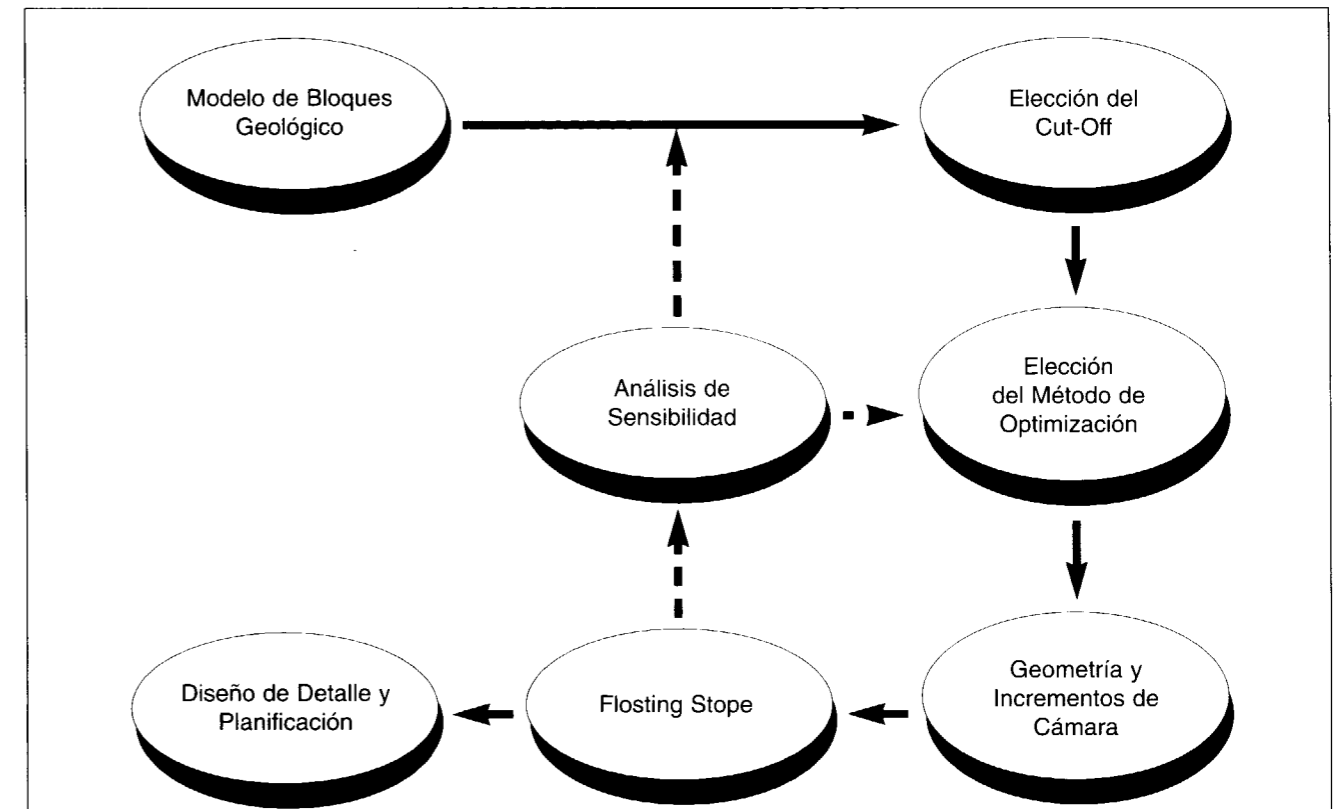 Modelo de Bloques
Geológico
Elección del
Cut-Off
Análisis de
Sensibilidad
Elección
del Método de
Optimización
Diseño de Detalle y
Planificación
Flosting Stope
Geometría y
Incrementos de
Cámara